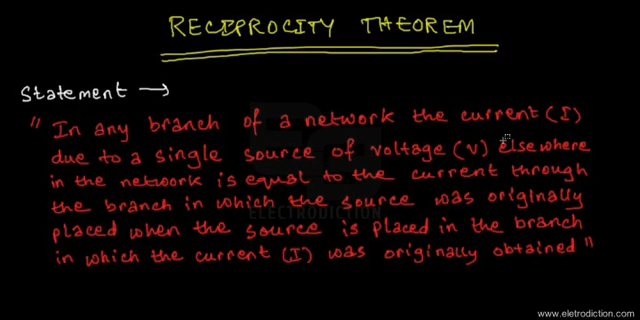 RECIPROCITY THEOREM
Statement →
" In any branch of a network the current (I)
due to a single source of voltage (V) Elsewhere
in the network is equal to the current through
the branch in which the source was originally
placed when the source is placed in the branch
in which the current (I) was originally obtained "
ELECTRODICTION
www.eletrodiction.com